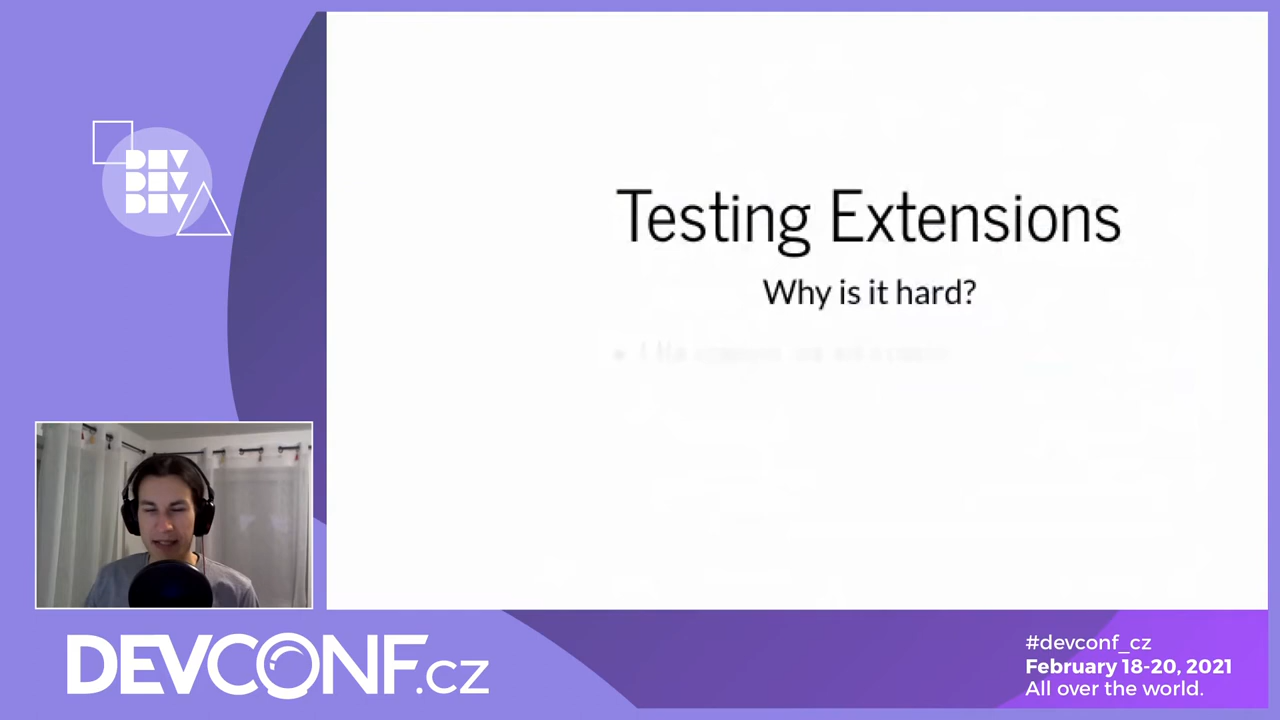 DEV
DEV
DEV
Testing Extensions
Why is it hard?
DEVCONF.CZ
#devconf_cz
February 18-20, 2021
All over the world.